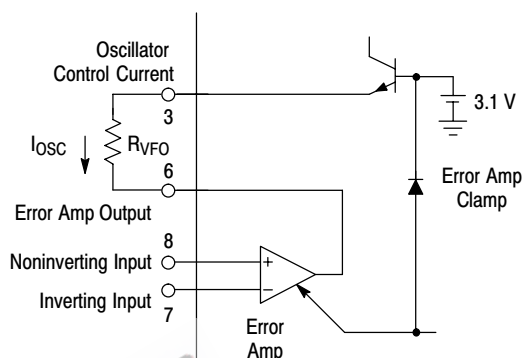 Oscillator
Control Current
3
3.1 V
IOSC
RVFO
6
Error Amp Output
Error Amp
Clamp
8
Noninverting Input
+
Inverting Input
−
7
Error
Amp